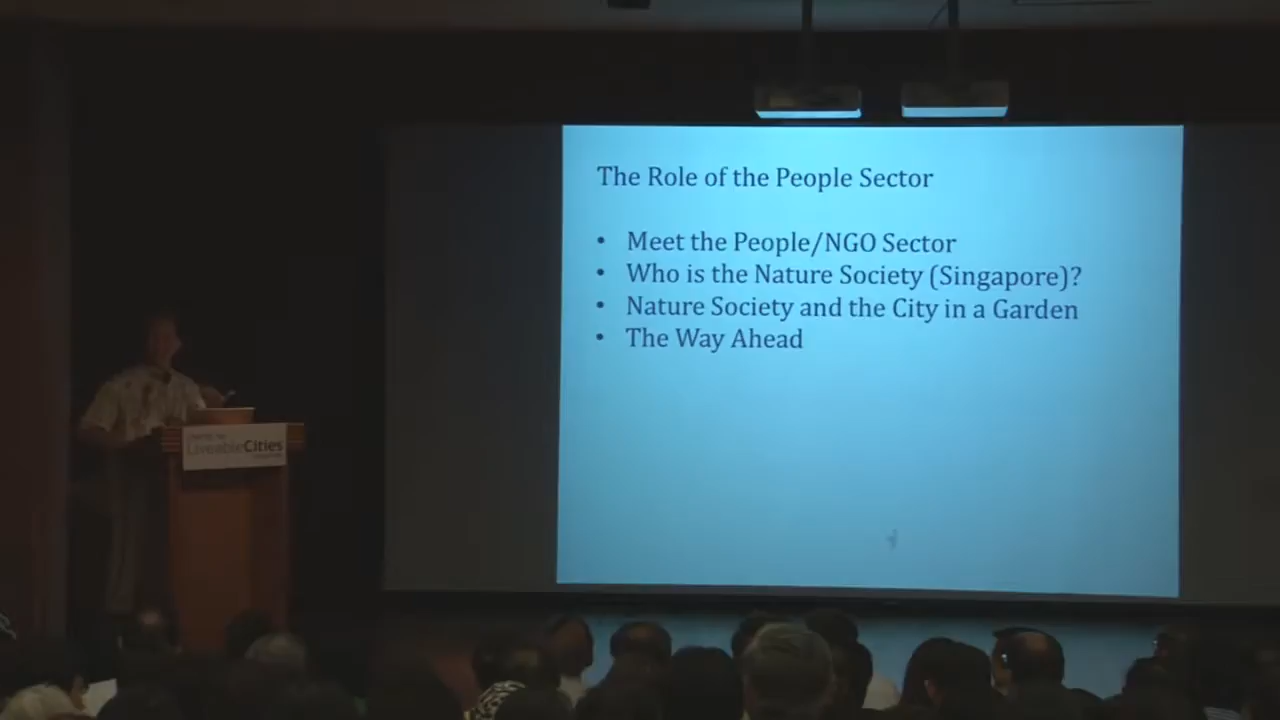 The Role of the People Sector
• Meet the People/NGO Sector
• Who is the Nature Society (Singapore)?
• Nature Society and the City in a Garden
• The Way Ahead
LiveableCities